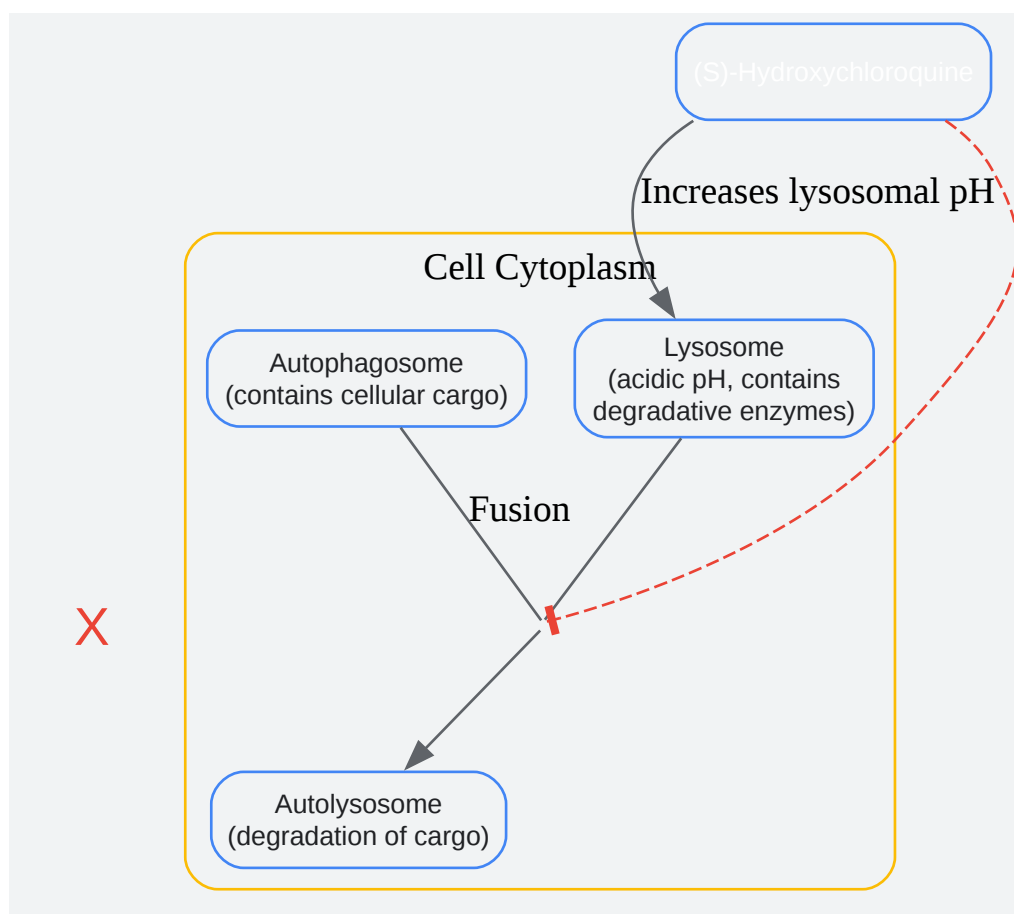 (S)-Hydroxychloroquine
Increases lysosomal pH
Cell Cytoplasm
Autophagosome
(contains cellular cargo)
Lysosome
(acidic pH, contains
degradative enzymes)
Fusion
X
Autolysosome
(degradation of cargo)